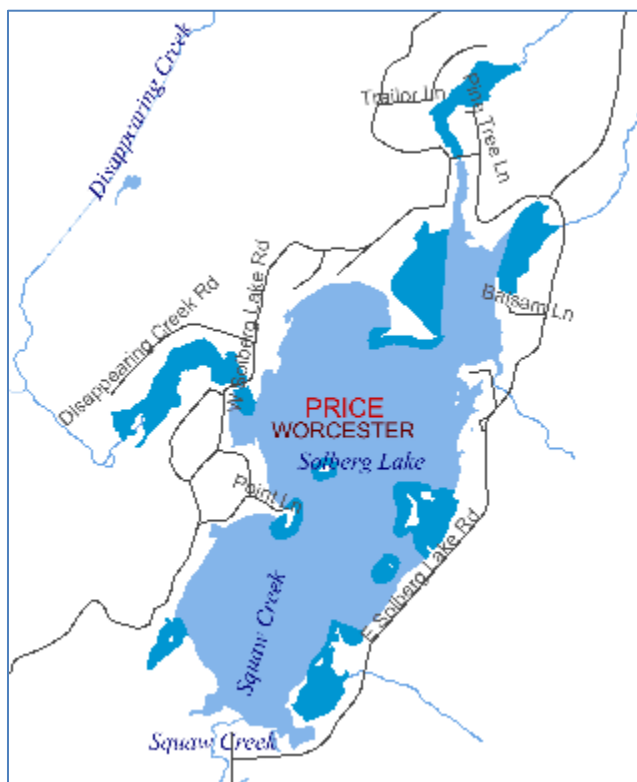 Disappearing Creek
Trailor Ln
Pine Tree Ln
Balsam Ln
W Solberg Lake Rd
Disappearing Creek Rd
PRICE
WORCESTER
Solberg Lake
Point Ln
E Solberg Lake Rd
Squaw Creek
Squaw Creek